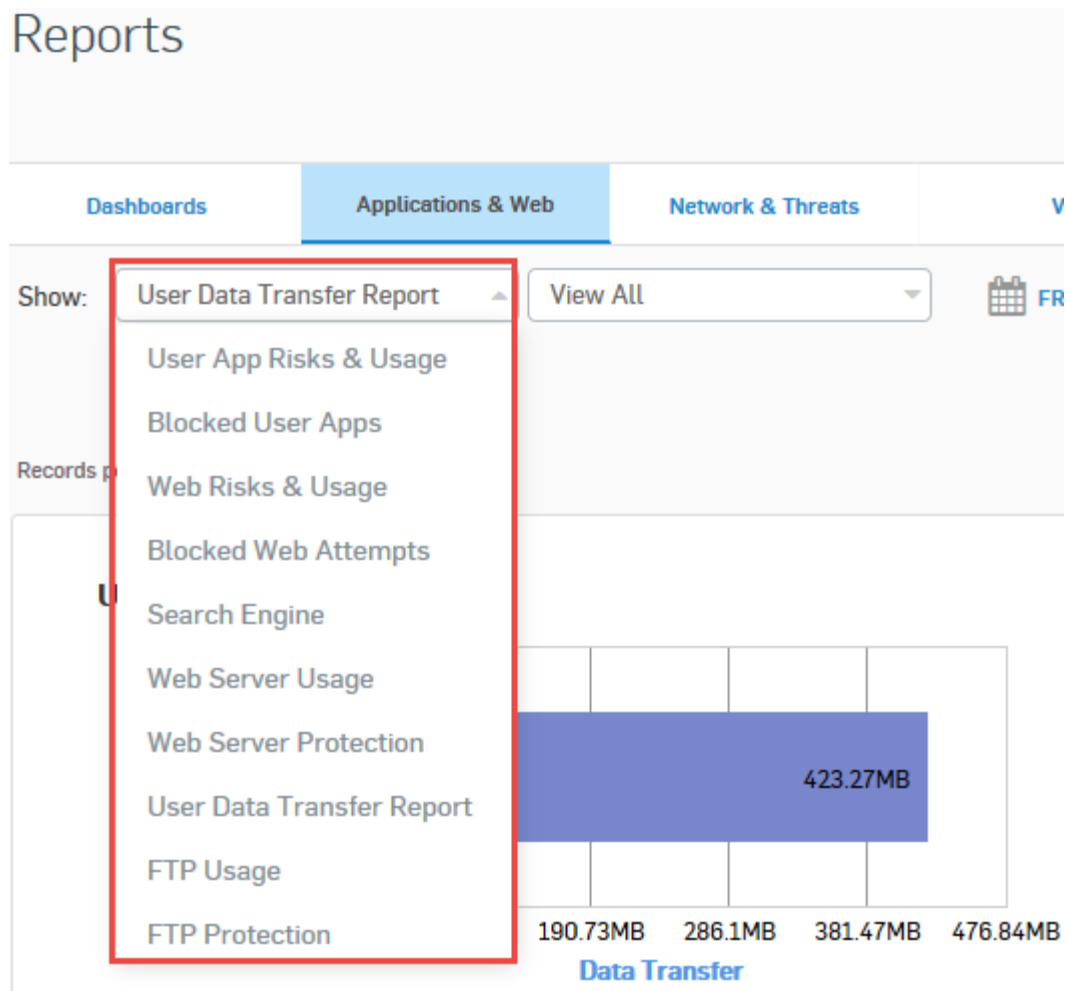 Reports
Dashboards Applications & Web Network & Threats
Show: User Data Transfer Report View All FR
User App Risks & Usage
Blocked User Apps
Records
Web Risks & Usage
Blocked Web Attempts
U
Search Engine
Web Server Usage
Web Server Protection
423.27MB
User Data Transfer Report
FTP Usage
FTP Protection
190.73MB 286.1MB 381.47MB 476.84MB
Data Transfer